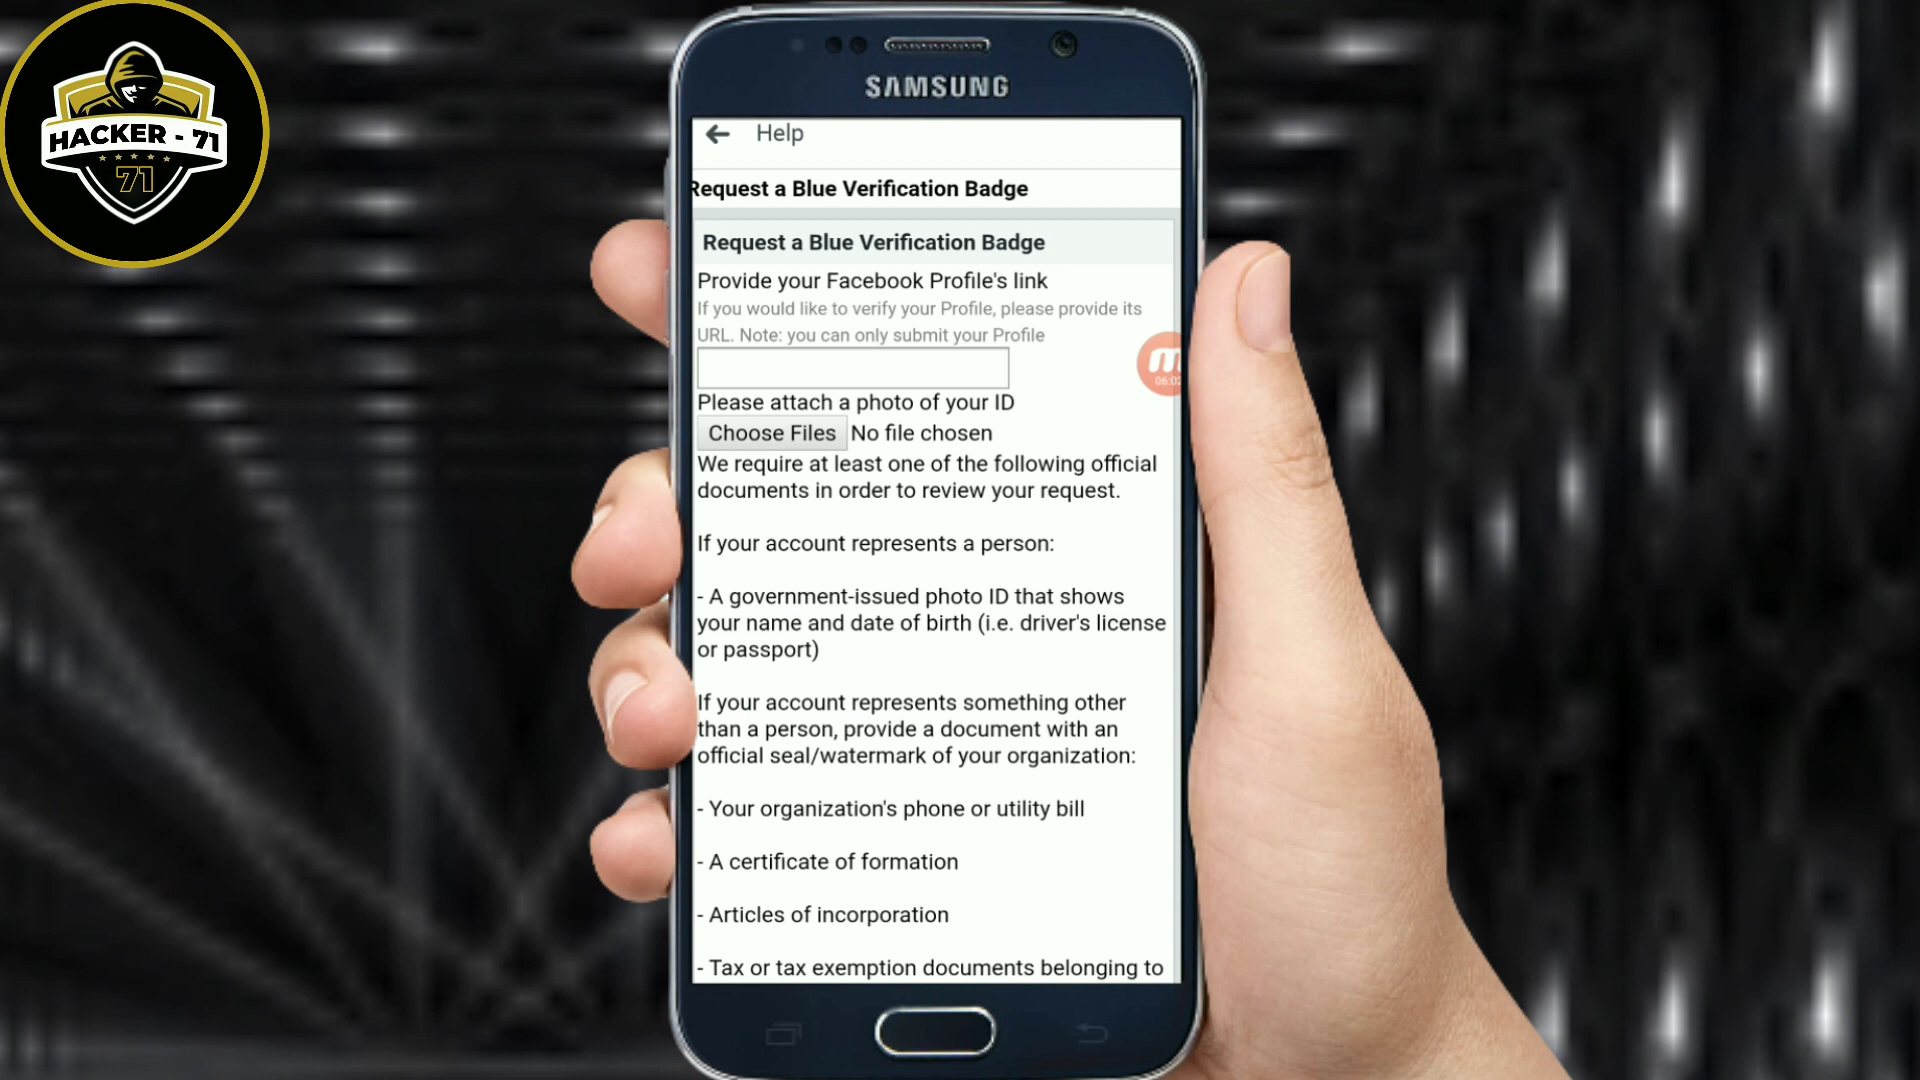 HACKER - 71
71
SAMSUNG
Help
Request a Blue Verification Badge
Request a Blue Verification Badge
Provide your Facebook Profile's link
If you would like to verify your Profile, please provide its
URL. Note: you can only submit your Profile
Please attach a photo of your ID
Choose Files No file chosen
We require at least one of the following official
documents in order to review your request.
If your account represents a person:
- A government-issued photo ID that shows
your name and date of birth (i.e. driver's license
or passport)
If your account represents something other
than a person, provide a document with an
official seal/watermark of your organization:
- Your organization's phone or utility bill
- A certificate of formation
- Articles of incorporation
- Tax or tax exemption documents belonging to